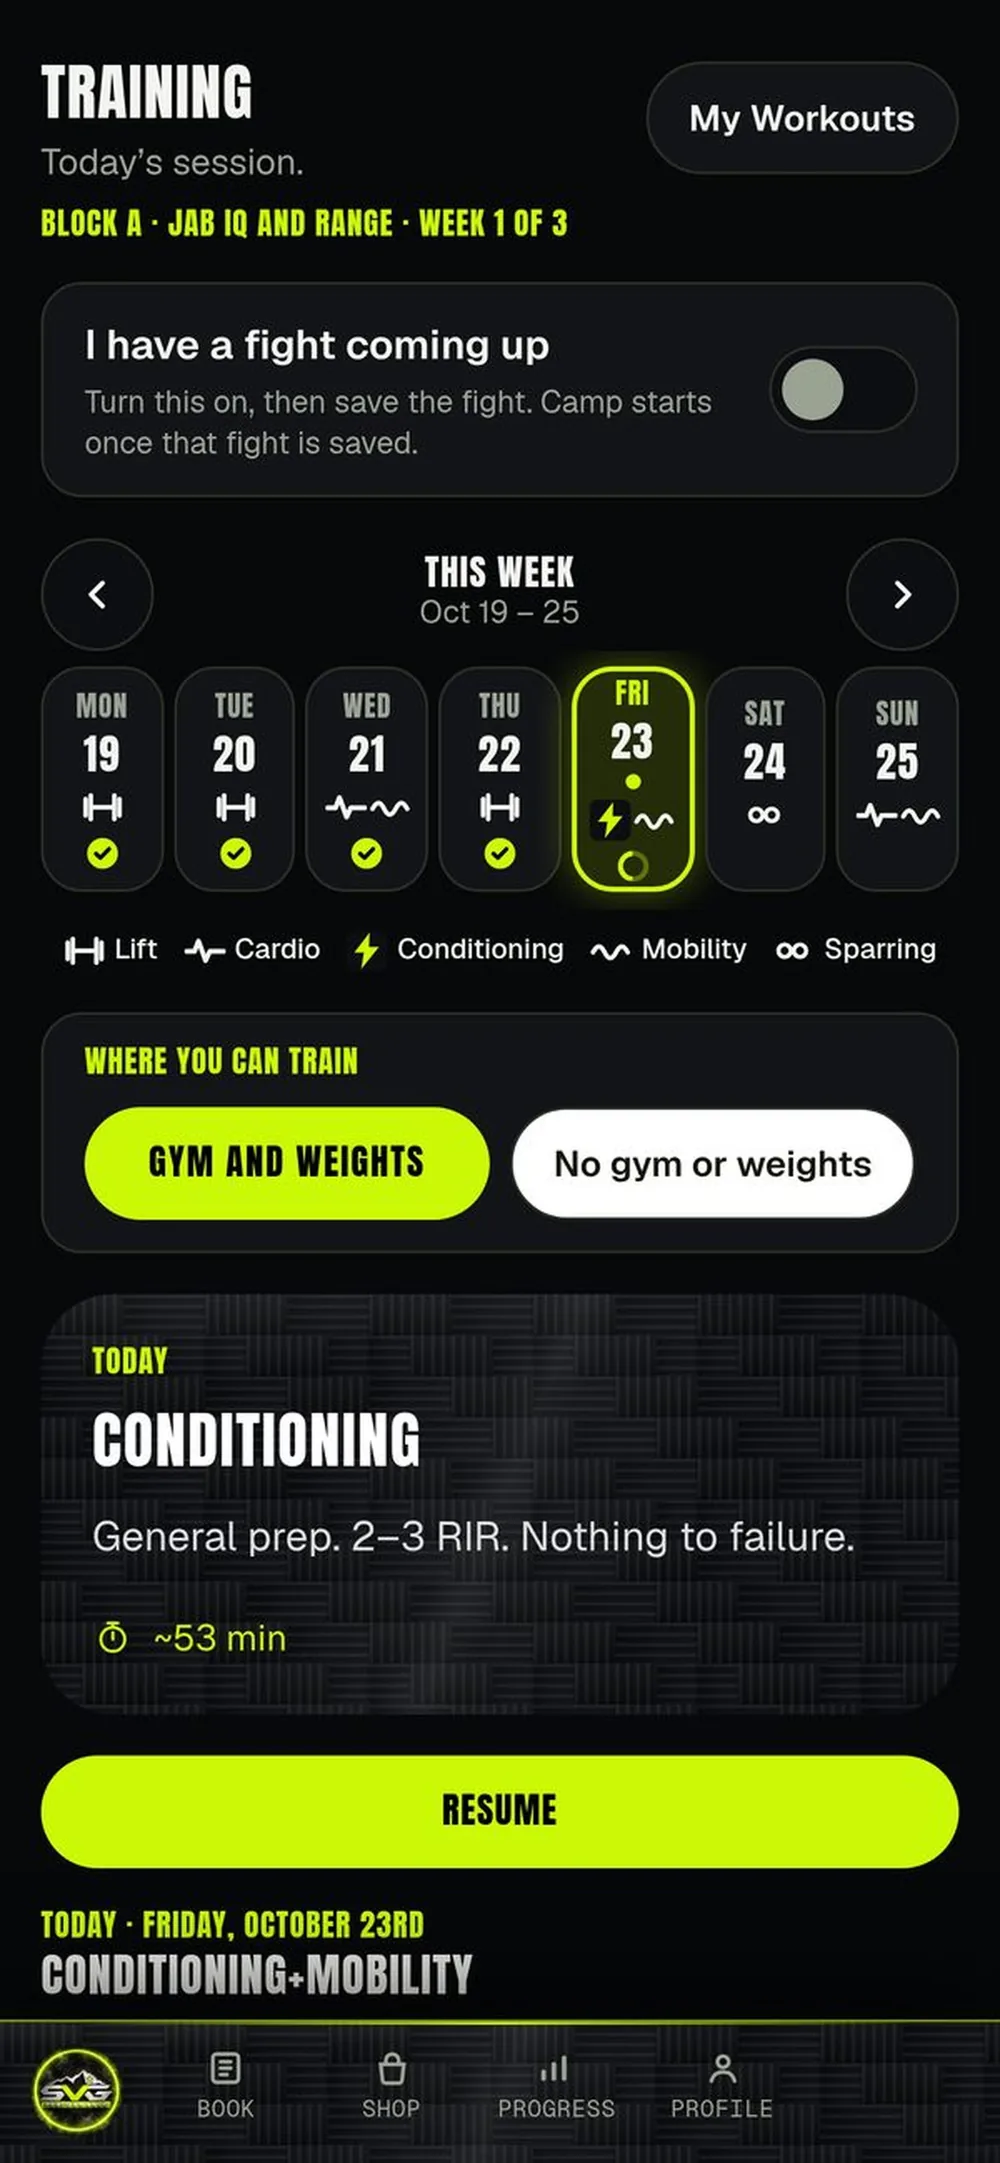 TRAINING
My Workouts
Today's session.
BLOCK A · JAB IQ AND RANGE · WEEK 1 OF 3
I have a fight coming up
Turn this on, then save the fight. Camp starts
once that fight is saved.
THIS WEEK
Oct 19 – 25
MON TUE WED THU FRI SAT SUN
19 20 21 22 23 24 25
Lift Cardio Conditioning Mobility Sparring
WHERE YOU CAN TRAIN
GYM AND WEIGHTS No gym or weights
TODAY
CONDITIONING
General prep. 2–3 RIR. Nothing to failure.
~53 min
RESUME
TODAY · FRIDAY, OCTOBER 23RD
CONDITIONING+MOBILITY
SVG
BOOK SHOP PROGRESS PROFILE